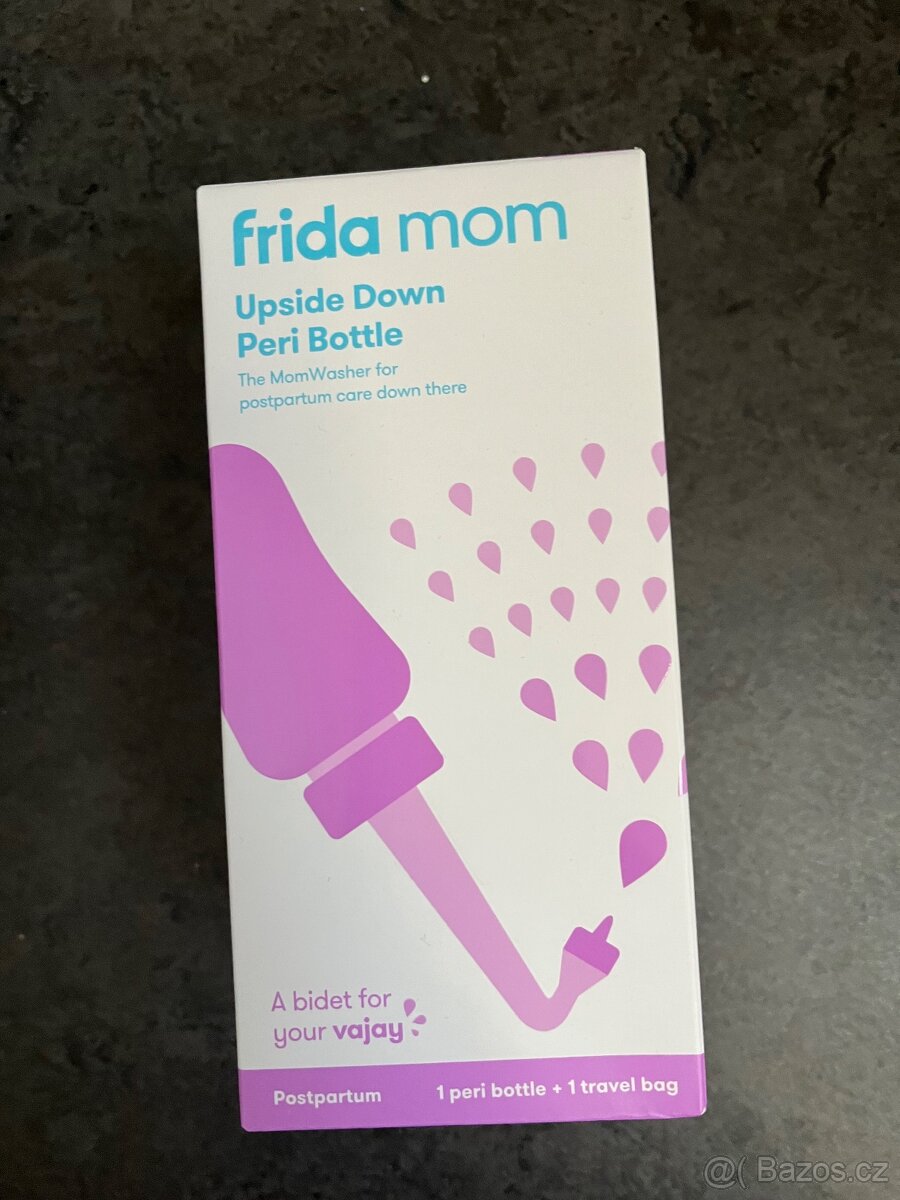 frida mom
Upside Down
Peri Bottle
The MomWasher for
postpartum care down there
A bidet for
your vajay
Postpartum 1 peri bottle + 1 travel bag
@( Bazos.cz